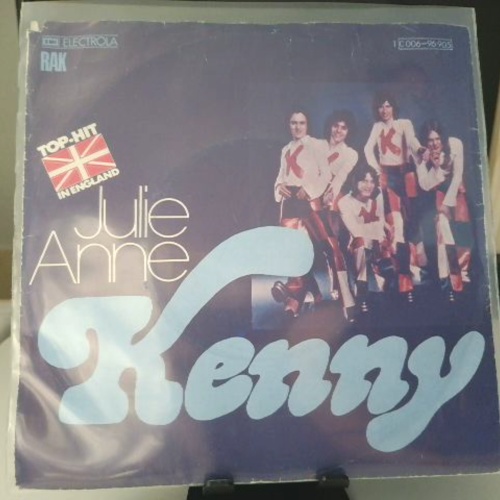 EMI ELECTROLA
1 C 006-96 905
RAK
TOP-HIT
IN ENGLAND
Julie
Anne
Kenny
K
K